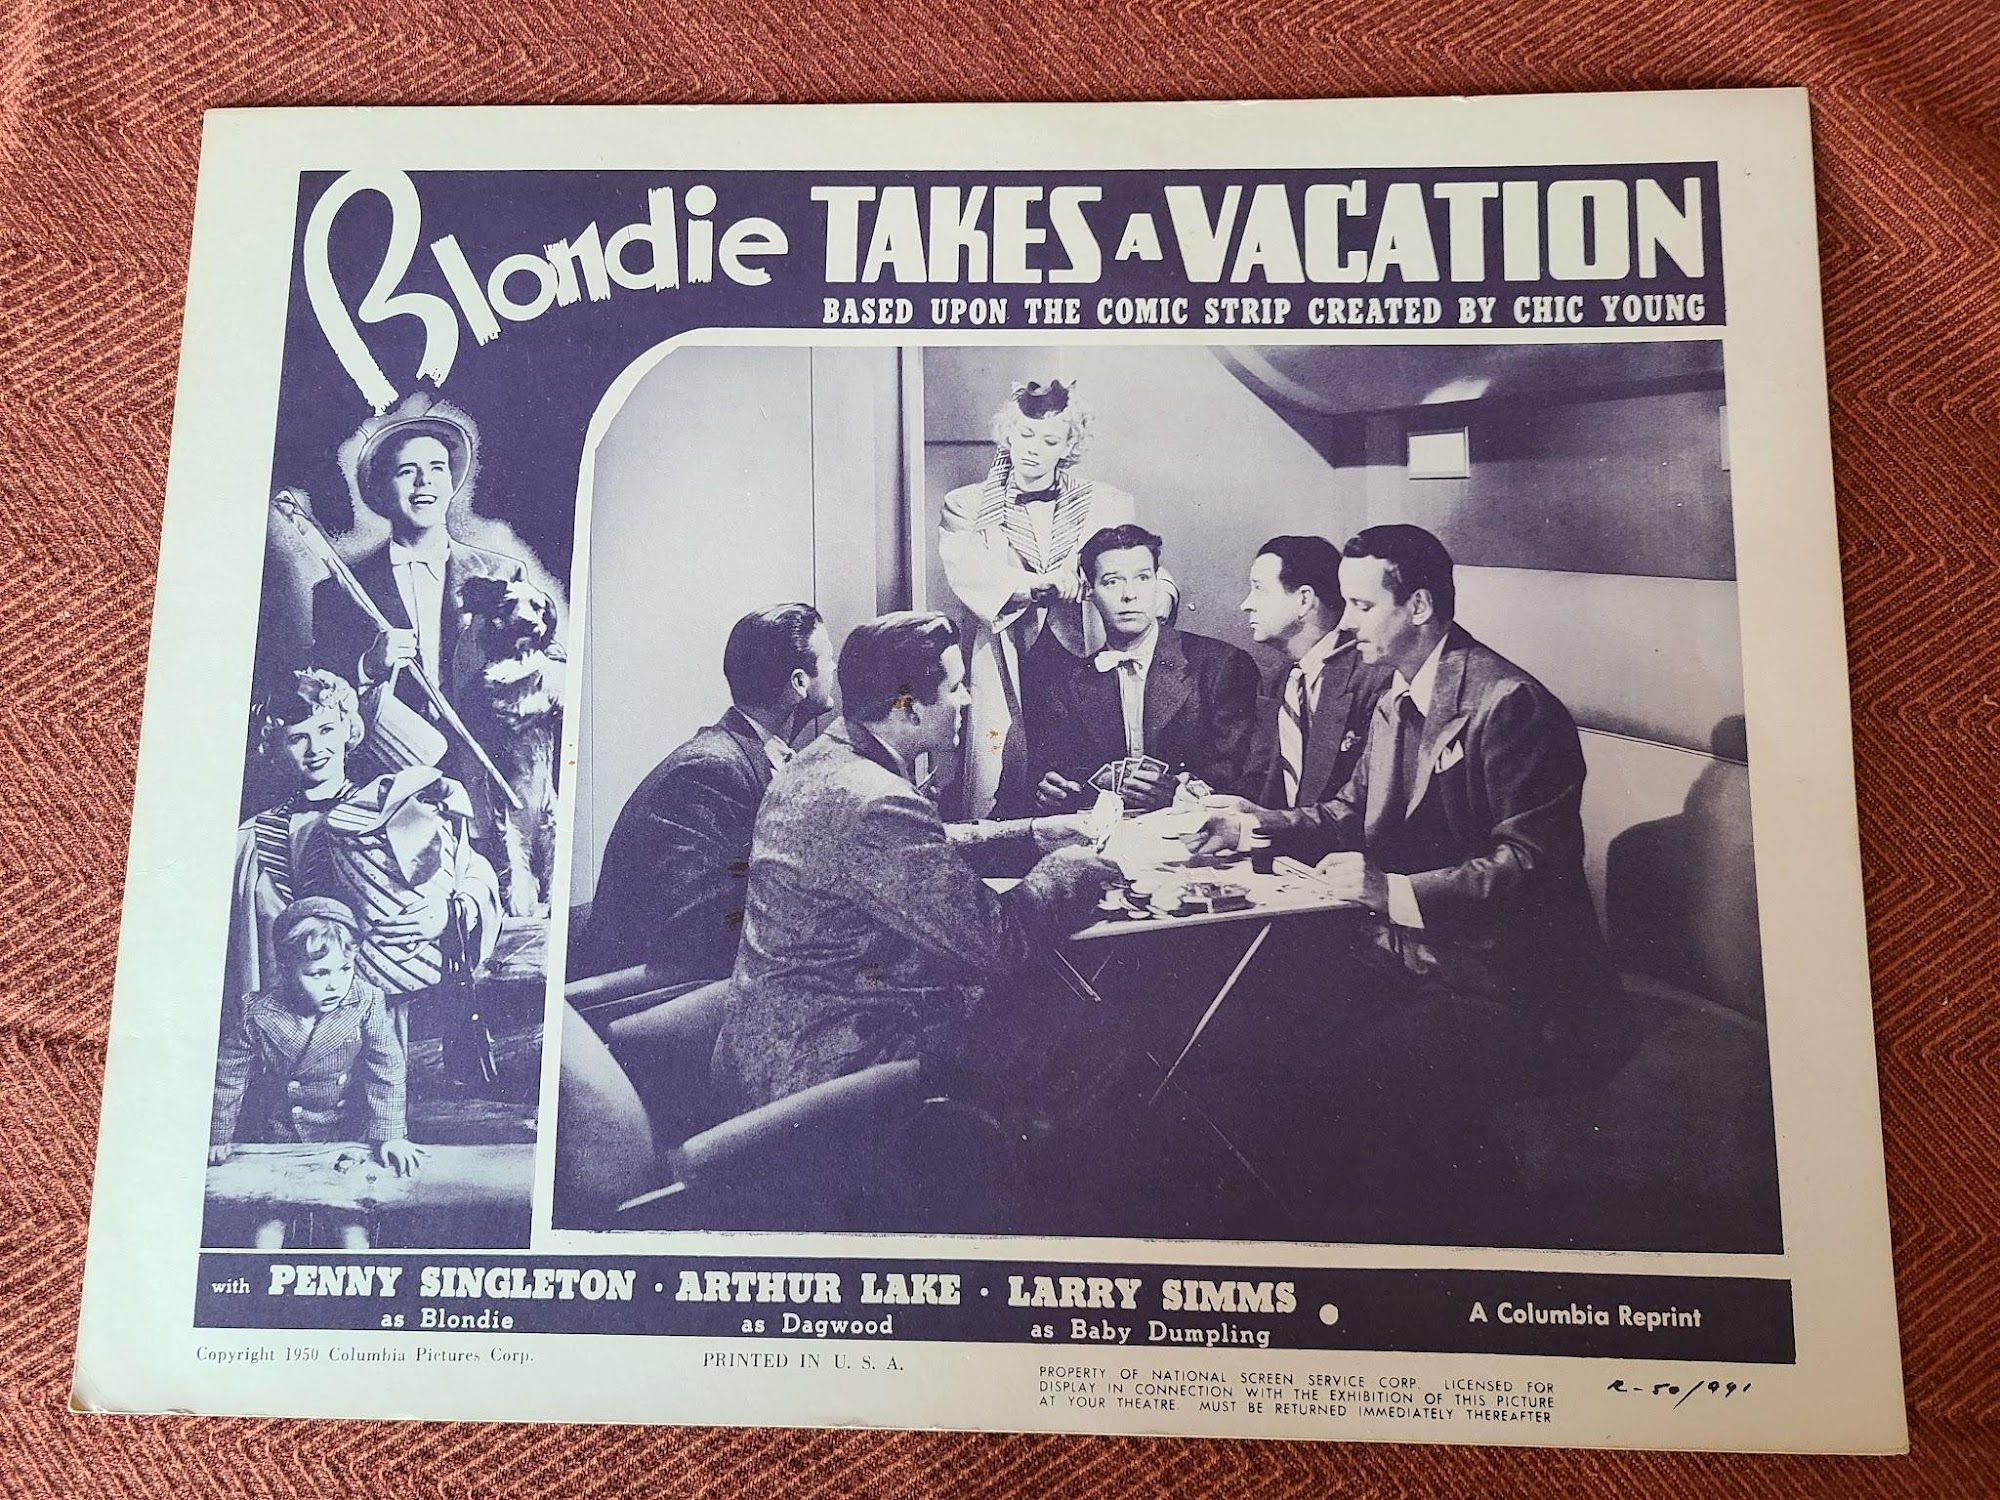 Blondie TAKES A VACATION
BASED UPON THE COMIC STRIP CREATED BY CHIC YOUNG
with PENNY SINGLETON • ARTHUR LAKE • LARRY SIMMS •
as Blondie as Dagwood as Baby Dumpling
A Columbia Reprint
Copyright 1950 Columbia Pictures Corp.
PRINTED IN U. S. A.
PROPERTY OF NATIONAL SCREEN SERVICE CORP. LICENSED FOR
DISPLAY IN CONNECTION WITH THE EXHIBITION OF THIS PICTURE
AT YOUR THEATRE. MUST BE RETURNED IMMEDIATELY THEREAFTER
R-50/991